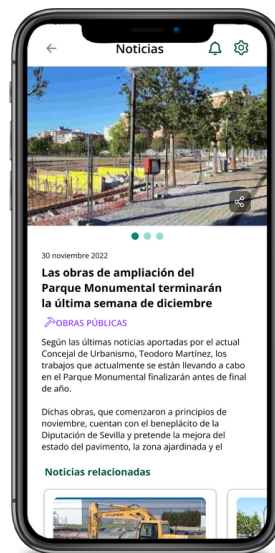 Noticias
30 noviembre 2022
Las obras de ampliación del
Parque Monumental terminarán
la última semana de diciembre
OBRAS PÚBLICAS
Según las últimas noticias aportadas por el actual
Concejal de Urbanismo, Teodoro Martínez, los
trabajos que actualmente se están llevando a cabo
en el Parque Monumental finalizarán antes de final
de año.
Dichas obras, que comenzaron a principios de
noviembre, cuentan con el beneplácito de la
Diputación de Sevilla y pretende la mejora del
estado del pavimento, la zona ajardinada y el
Noticias relacionadas